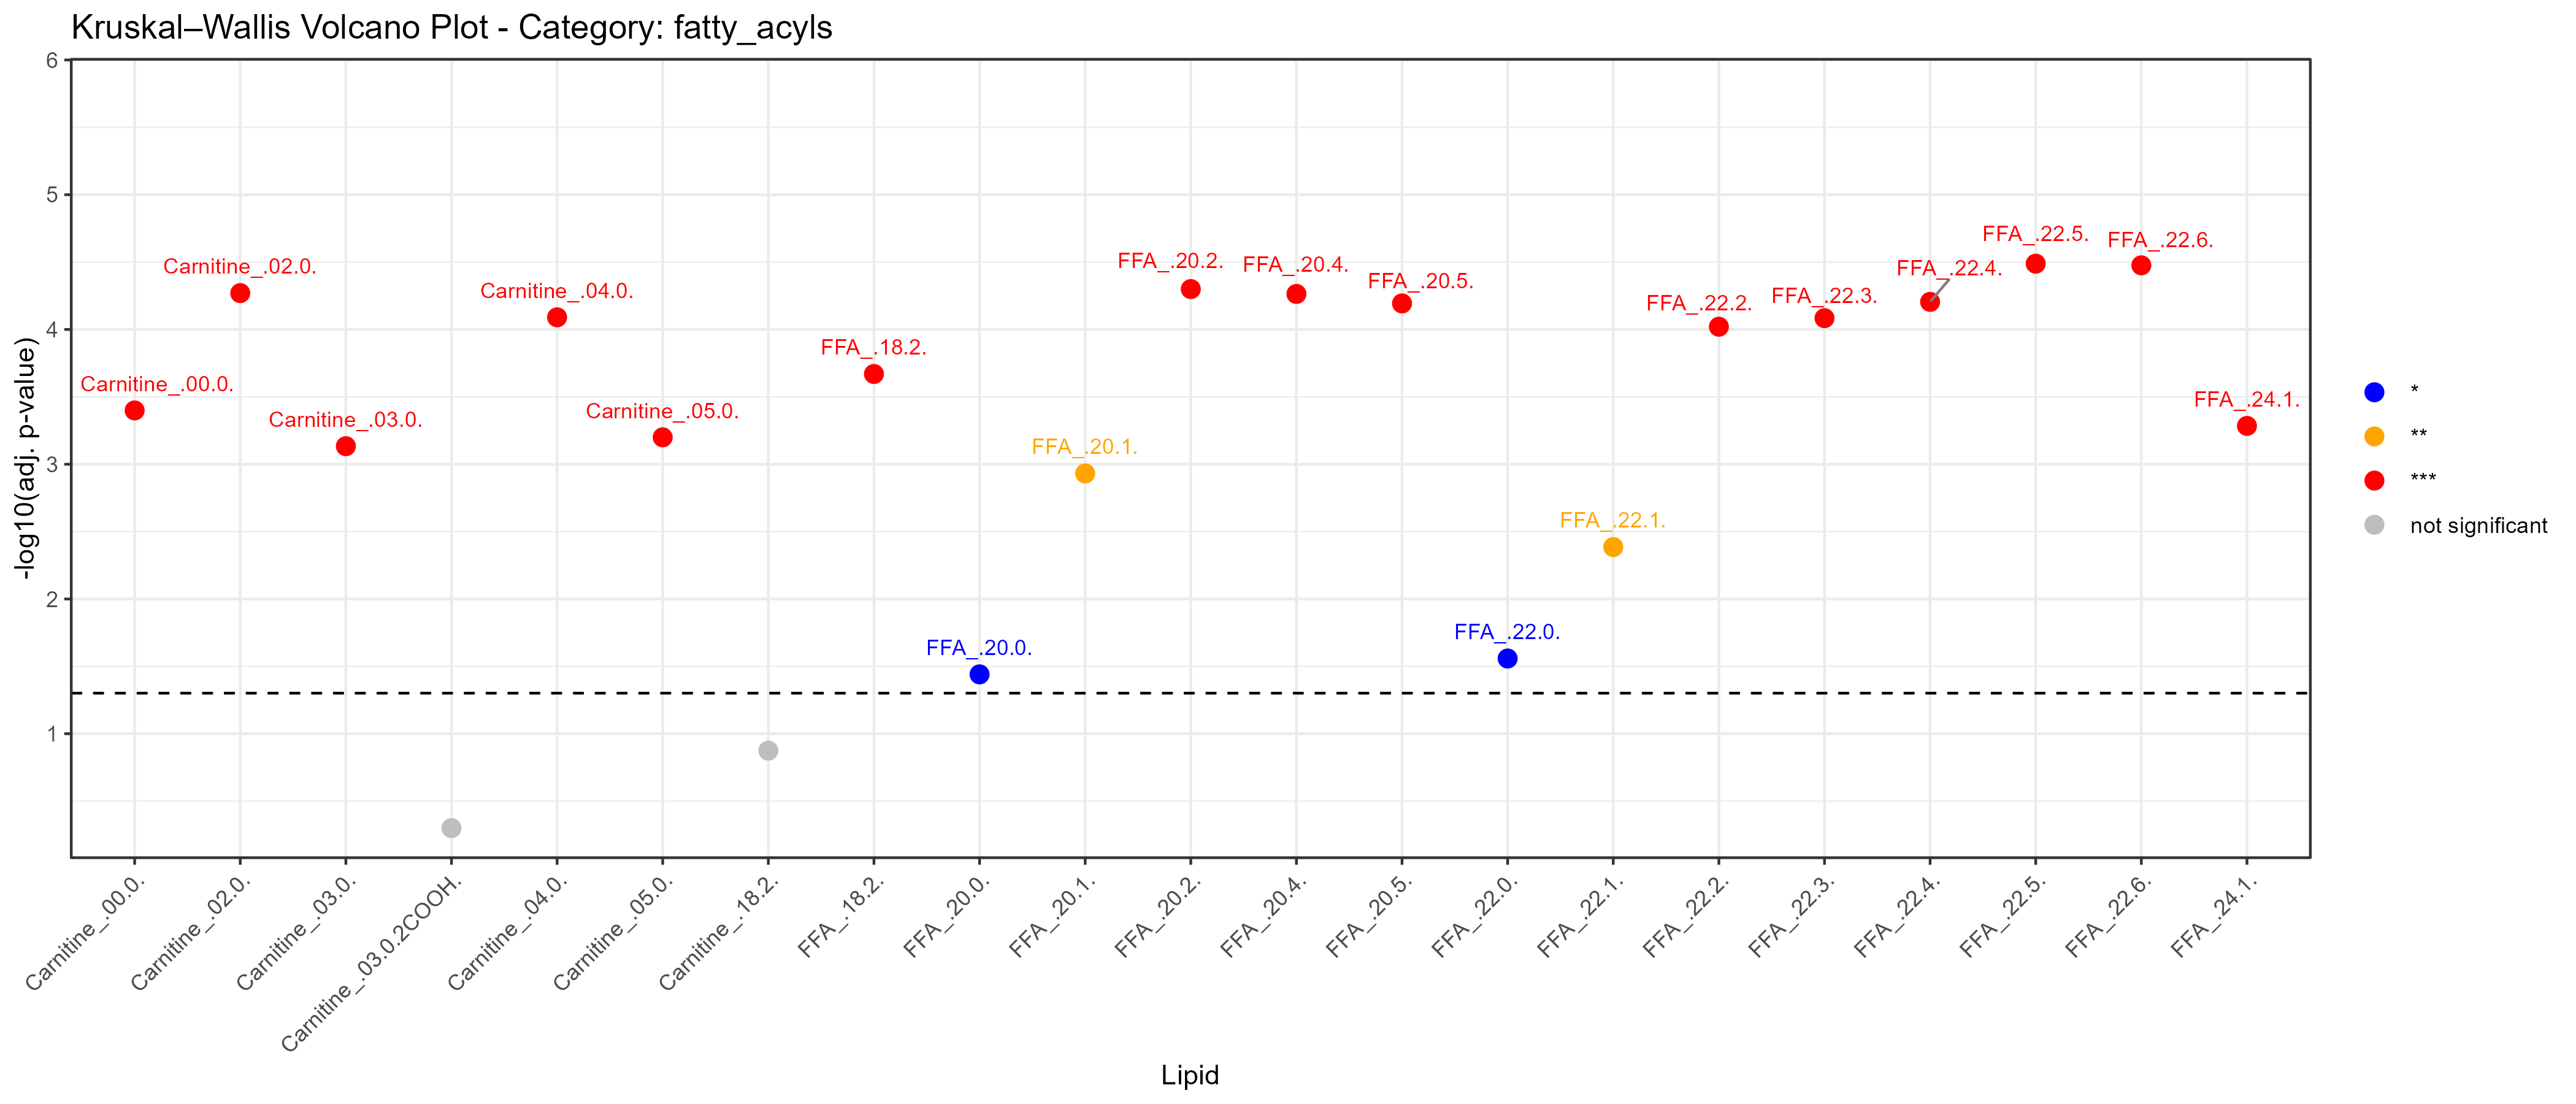 Kruskal–Wallis Volcano Plot - Category: fatty_acyls
-log10(adj. p-value)
6
5
4
3
2
1
Carnitine_.00.0.
Carnitine_.02.0.
Carnitine_.03.0.
Carnitine_.04.0.
Carnitine_.05.0.
FFA_.18.2.
FFA_.20.0.
FFA_.20.1.
FFA_.20.2.
FFA_.20.4.
FFA_.20.5.
FFA_.22.0.
FFA_.22.1.
FFA_.22.2.
FFA_.22.3.
FFA_.22.4.
FFA_.22.5.
FFA_.22.6.
FFA_.24.1.
*
**
***
not significant
Carnitine_.00.0.
Carnitine_.02.0.
Carnitine_.03.0.
Carnitine_.03.0.2COOH.
Carnitine_.04.0.
Carnitine_.05.0.
Carnitine_.18.2.
FFA_.18.2.
FFA_.20.0.
FFA_.20.1.
FFA_.20.2.
FFA_.20.4.
FFA_.20.5.
FFA_.22.0.
FFA_.22.1.
FFA_.22.2.
FFA_.22.3.
FFA_.22.4.
FFA_.22.5.
FFA_.22.6.
FFA_.24.1.
Lipid